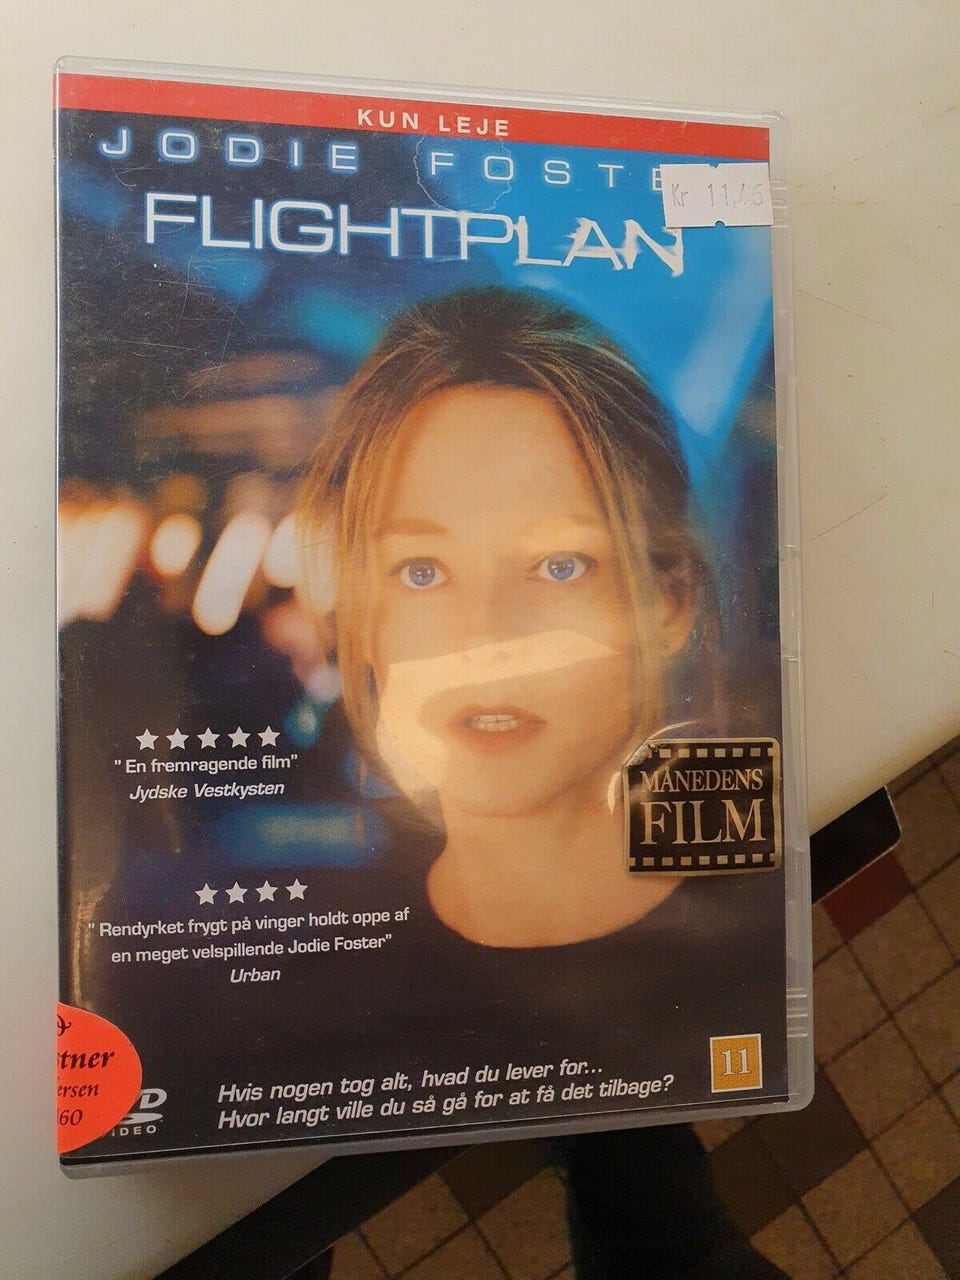 KUN LEJE
JODIE FOSTE
Kr 11,46
FLIGHTPLAN
" En fremragende film"
Jydske Vestkysten
MÅNEDENS
FILM
" Rendyrket frygt på vinger holdt oppe af
en meget velspillende Jodie Foster"
Urban
tner
ersen
60
11
Hvis nogen tog alt, hvad du lever for...
Hvor langt ville du så gå for at få det tilbage?